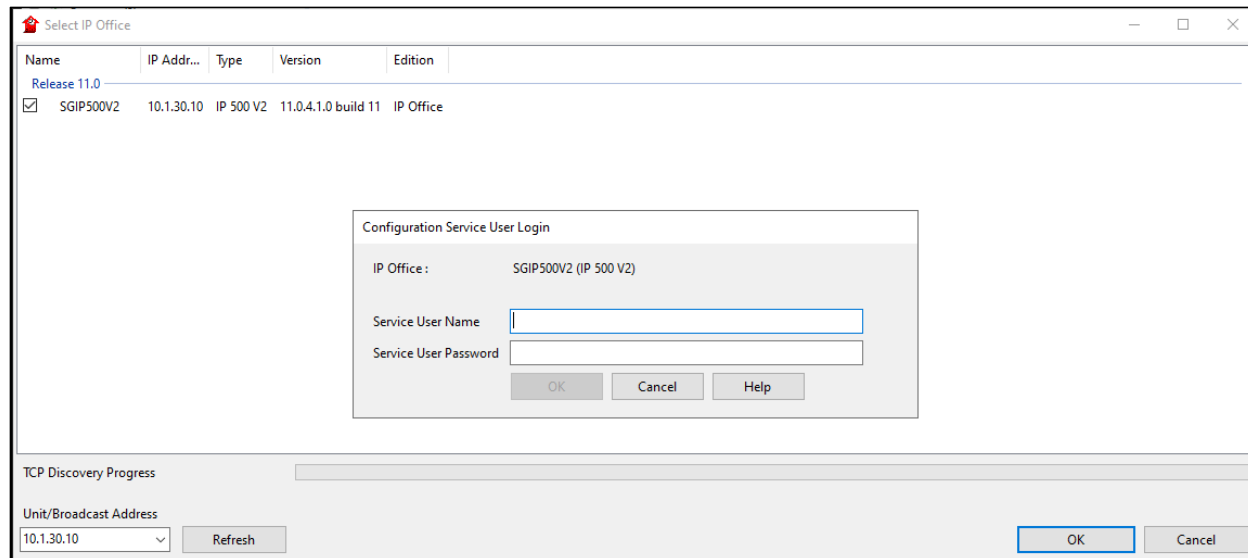 Select IP Office
Name IP Addr... Type Version Edition
Release 11.0
SGIP500V2 10.1.30.10 IP 500 V2 11.0.4.1.0 build 11 IP Office
Configuration Service User Login
IP Office : SGIP500V2 (IP 500 V2)
Service User Name
Service User Password
OK Cancel Help
TCP Discovery Progress
Unit/Broadcast Address
10.1.30.10 Refresh OK Cancel